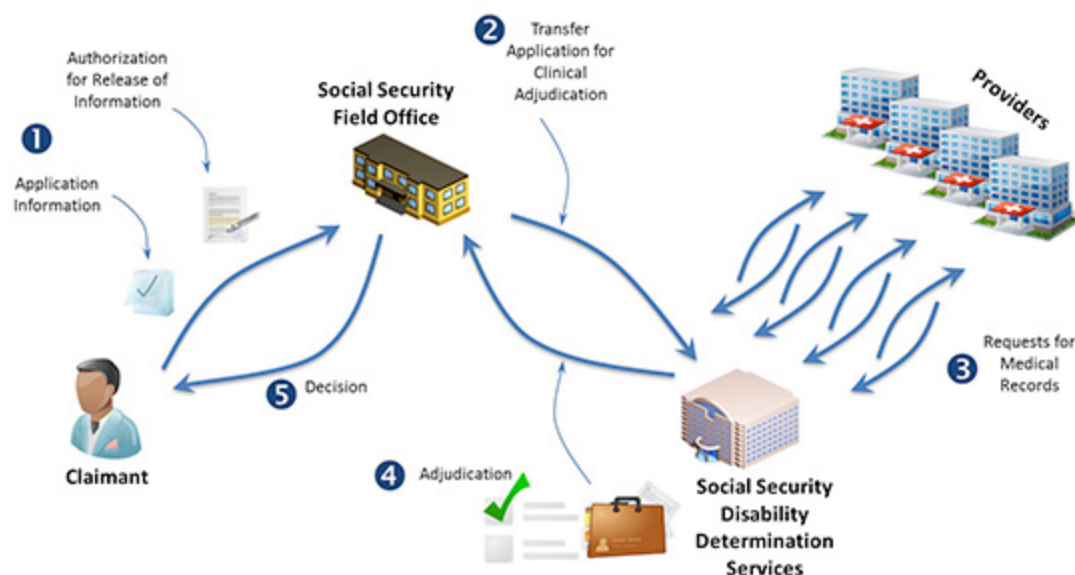 1
Authorization
for Release of
Information
Application
Information
Social Security
Field Office
2
Transfer
Application for
Clinical
Adjudication
Providers
3
Requests for
Medical
Records
Claimant
5
Decision
4
Adjudication
Social Security
Disability
Determination
Services